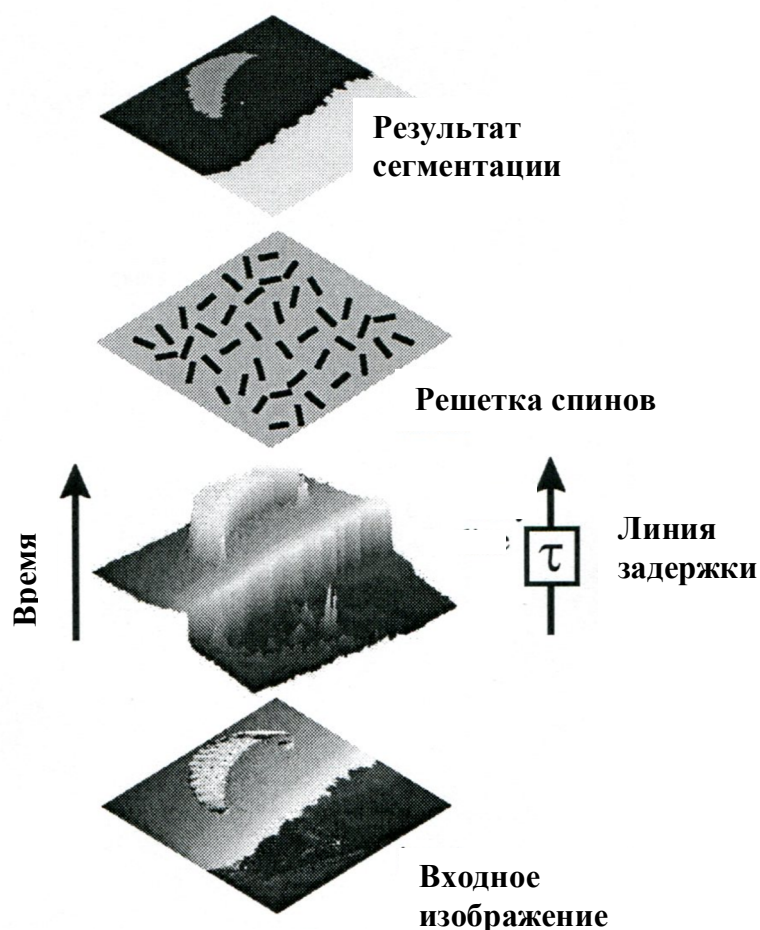 Результат
сегментации
Решетка спинов
Время
τ
Линия
задержки
Входное
изображение